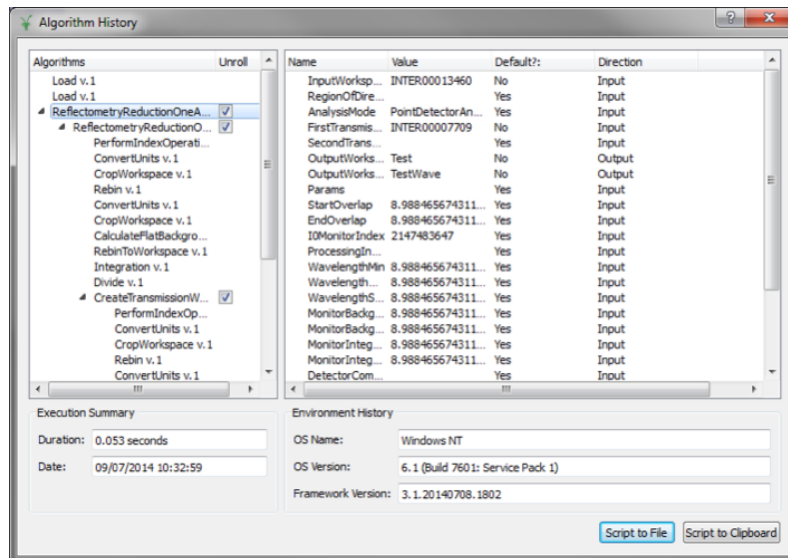 Algorithm History
Algorithms Unroll
Load v.1
Load v.1
ReflectometryReductionOneA...
ReflectometryReductionO...
PerformIndexOperati...
ConvertUnits v.1
CropWorkspace v.1
Rebin v.1
ConvertUnits v.1
CropWorkspace v.1
CalculateFlatBackgro...
RebinToWorkspace v.1
Integration v.1
Divide v.1
CreateTransmissionW...
PerformIndexOp...
ConvertUnits v.1
CropWorkspace v.1
Rebin v.1
ConvertUnits v.1
Name Value Default?: Direction
InputWorksp... INTER00013460 No Input
RegionOfDire... Yes Input
AnalysisMode PointDetectorAn... Yes Input
FirstTransmis... INTER00007709 No Input
SecondTrans... Yes Input
OutputWorks... Test No Output
OutputWorks... TestWave No Output
Params Yes Input
StartOverlap 8.988465674311... Yes Input
EndOverlap 8.988465674311... Yes Input
I0MonitorIndex 2147483647 Yes Input
ProcessingIn... Yes Input
WavelengthMin 8.988465674311... Yes Input
Wavelength... 8.988465674311... Yes Input
WavelengthS... 8.988465674311... Yes Input
MonitorBackg... 8.988465674311... Yes Input
MonitorBackg... 8.988465674311... Yes Input
MonitorInteg... 8.988465674311... Yes Input
MonitorInteg... 8.988465674311... Yes Input
DetectorCom... Yes Input
Execution Summary
Duration: 0.053 seconds
Date: 09/07/2014 10:32:59
Environment History
OS Name: Windows NT
OS Version: 6.1 (Build 7601: Service Pack 1)
Framework Version: 3.1.20140708.1802
Script to File Script to Clipboard